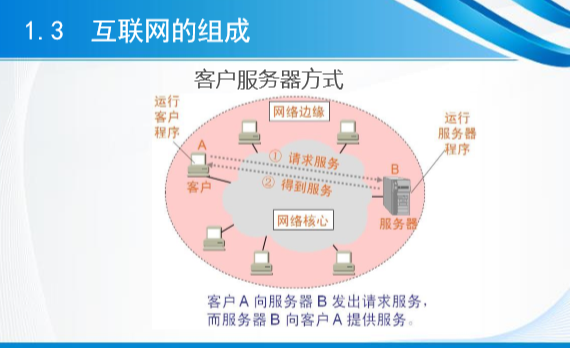 1.3 互联网的组成
客户服务器方式
运行
客户
程序
网络边缘
运行
服务器
程序
A
① 请求服务
B
客户
② 得到服务
网络核心
服务器
客户 A 向服务器 B 发出请求服务，
而服务器 B 向客户 A 提供服务。